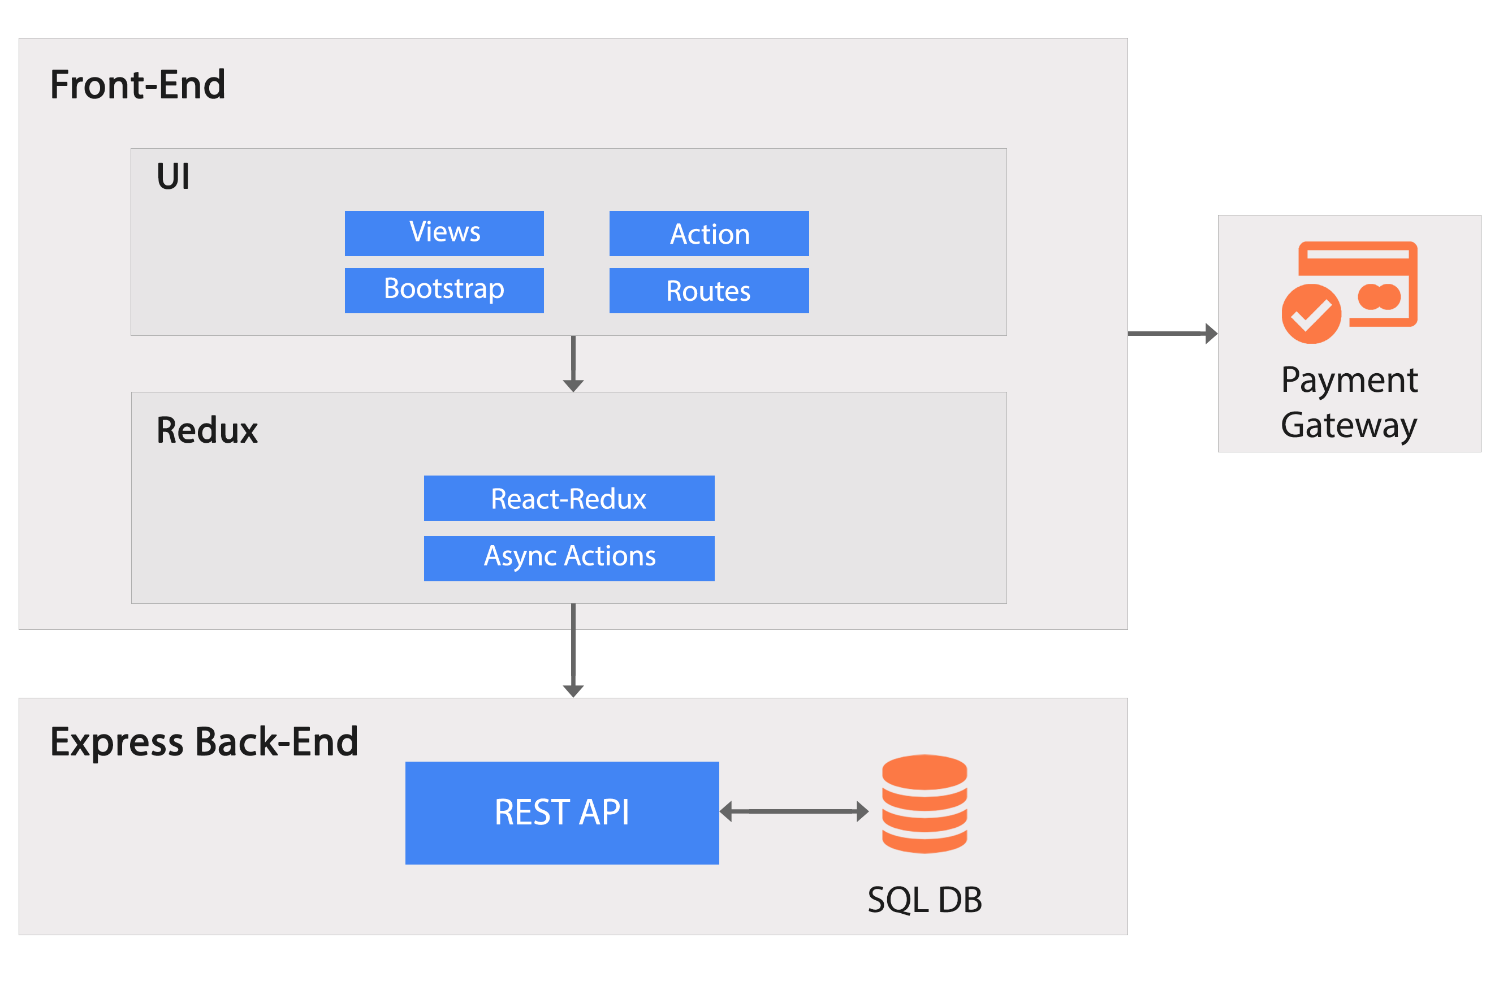 Front-End
UI
Views
Action
Bootstrap
Routes
Payment
Gateway
Redux
React-Redux
Async Actions
Express Back-End
REST API
SQL DB